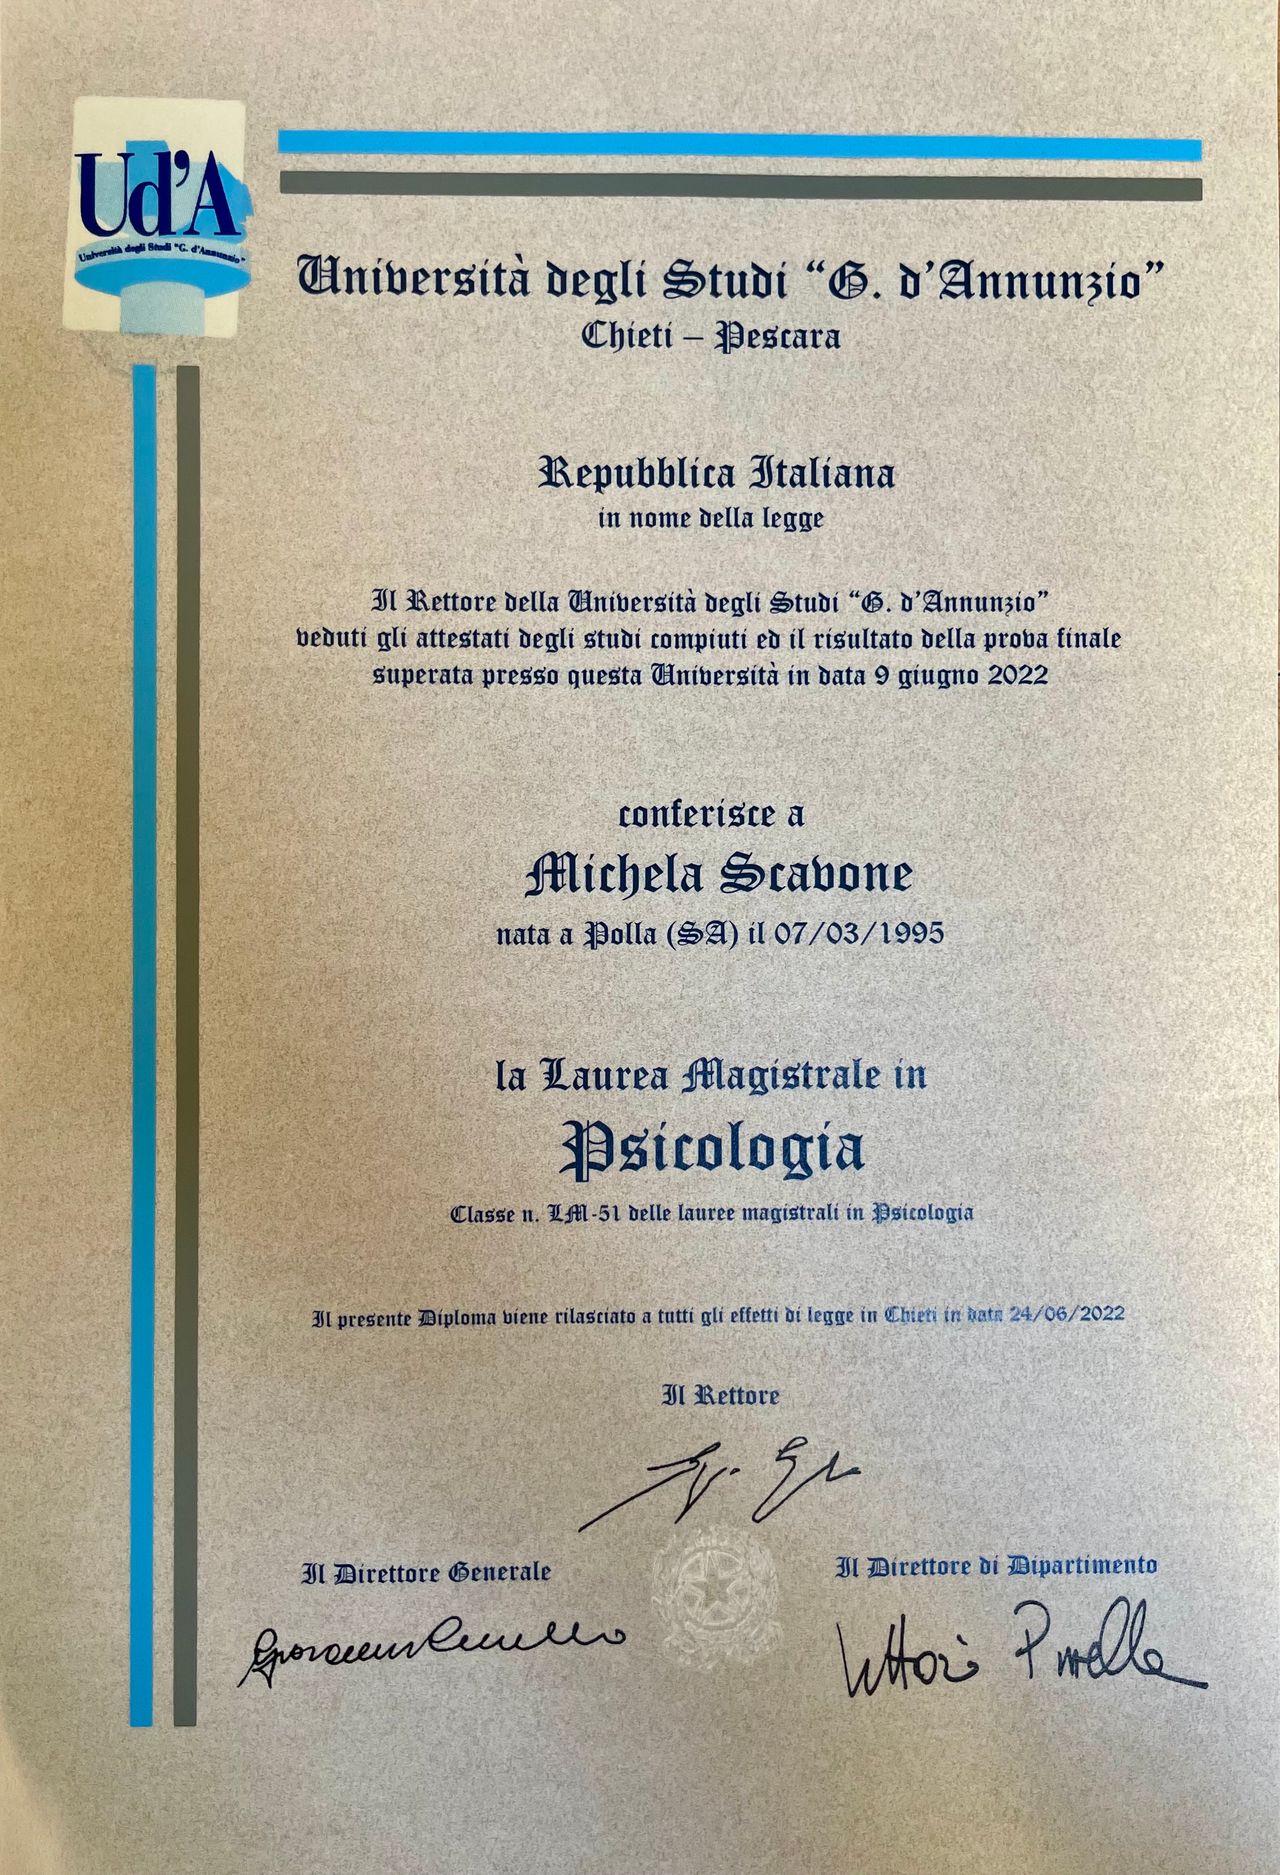 Ud'A
Università degli Studi "G. d'Annunzio"
Università degli Studi “G. d’Annunzio”
Chieti – Pescara
Repubblica Italiana
in nome della legge
Il Rettore della Università degli Studi “G. d’Annunzio”
veduti gli attestati degli studi compiuti ed il risultato della prova finale
superata presso questa Università in data 9 giugno 2022
conferisce a
Michela Scavone
nata a Polla (SA) il 07/03/1995
la Laurea Magistrale in
Psicologia
Classe n. LM-51 delle lauree magistrali in Psicologia
Il presente Diploma viene rilasciato a tutti gli effetti di legge in Chieti in data 24/06/2022
Il Rettore
Il Direttore Generale
Il Direttore di Dipartimento